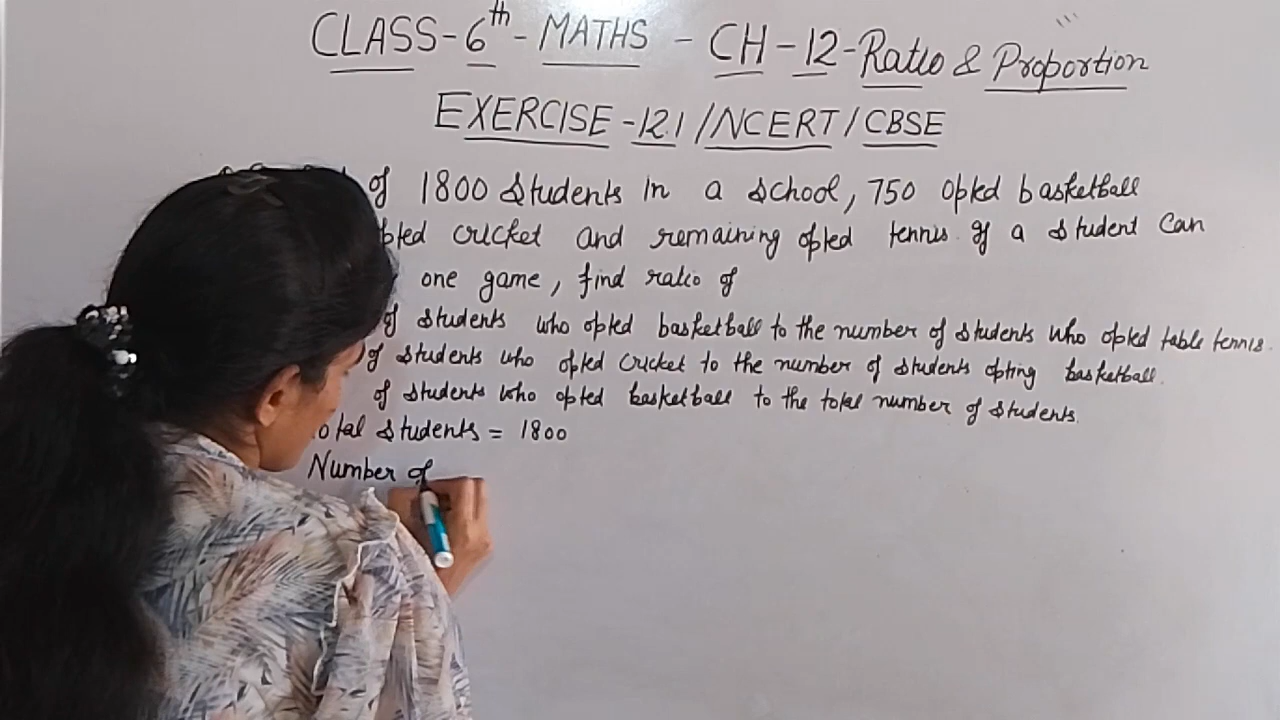 CLASS-6th-MATHS - CH-12-Ratio & Proportion
EXERCISE-12.1/NCERT/CBSE
of 1800 Students in a school, 750 opted basketball
cricket and remaining opted tennis. If a student can
one game, find ratio of
of students who opted basketball to the number of students who opted table tennis.
of students who opted cricket to the number of students opting basketball.
of students who opted basketball to the total number of students.
Total students = 1800
Number of